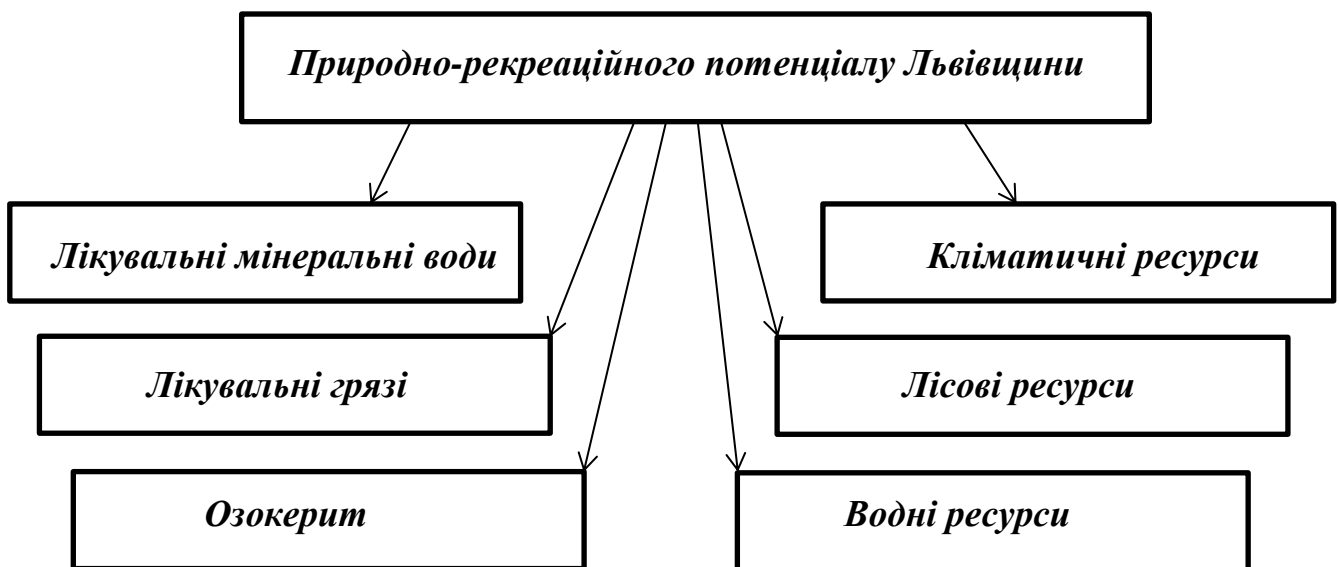 Природно-рекреаційного потенціалу Львівщини
Лікувальні мінеральні води
Кліматичні ресурси
Лікувальні грязі
Лісові ресурси
Озокерит
Водні ресурси